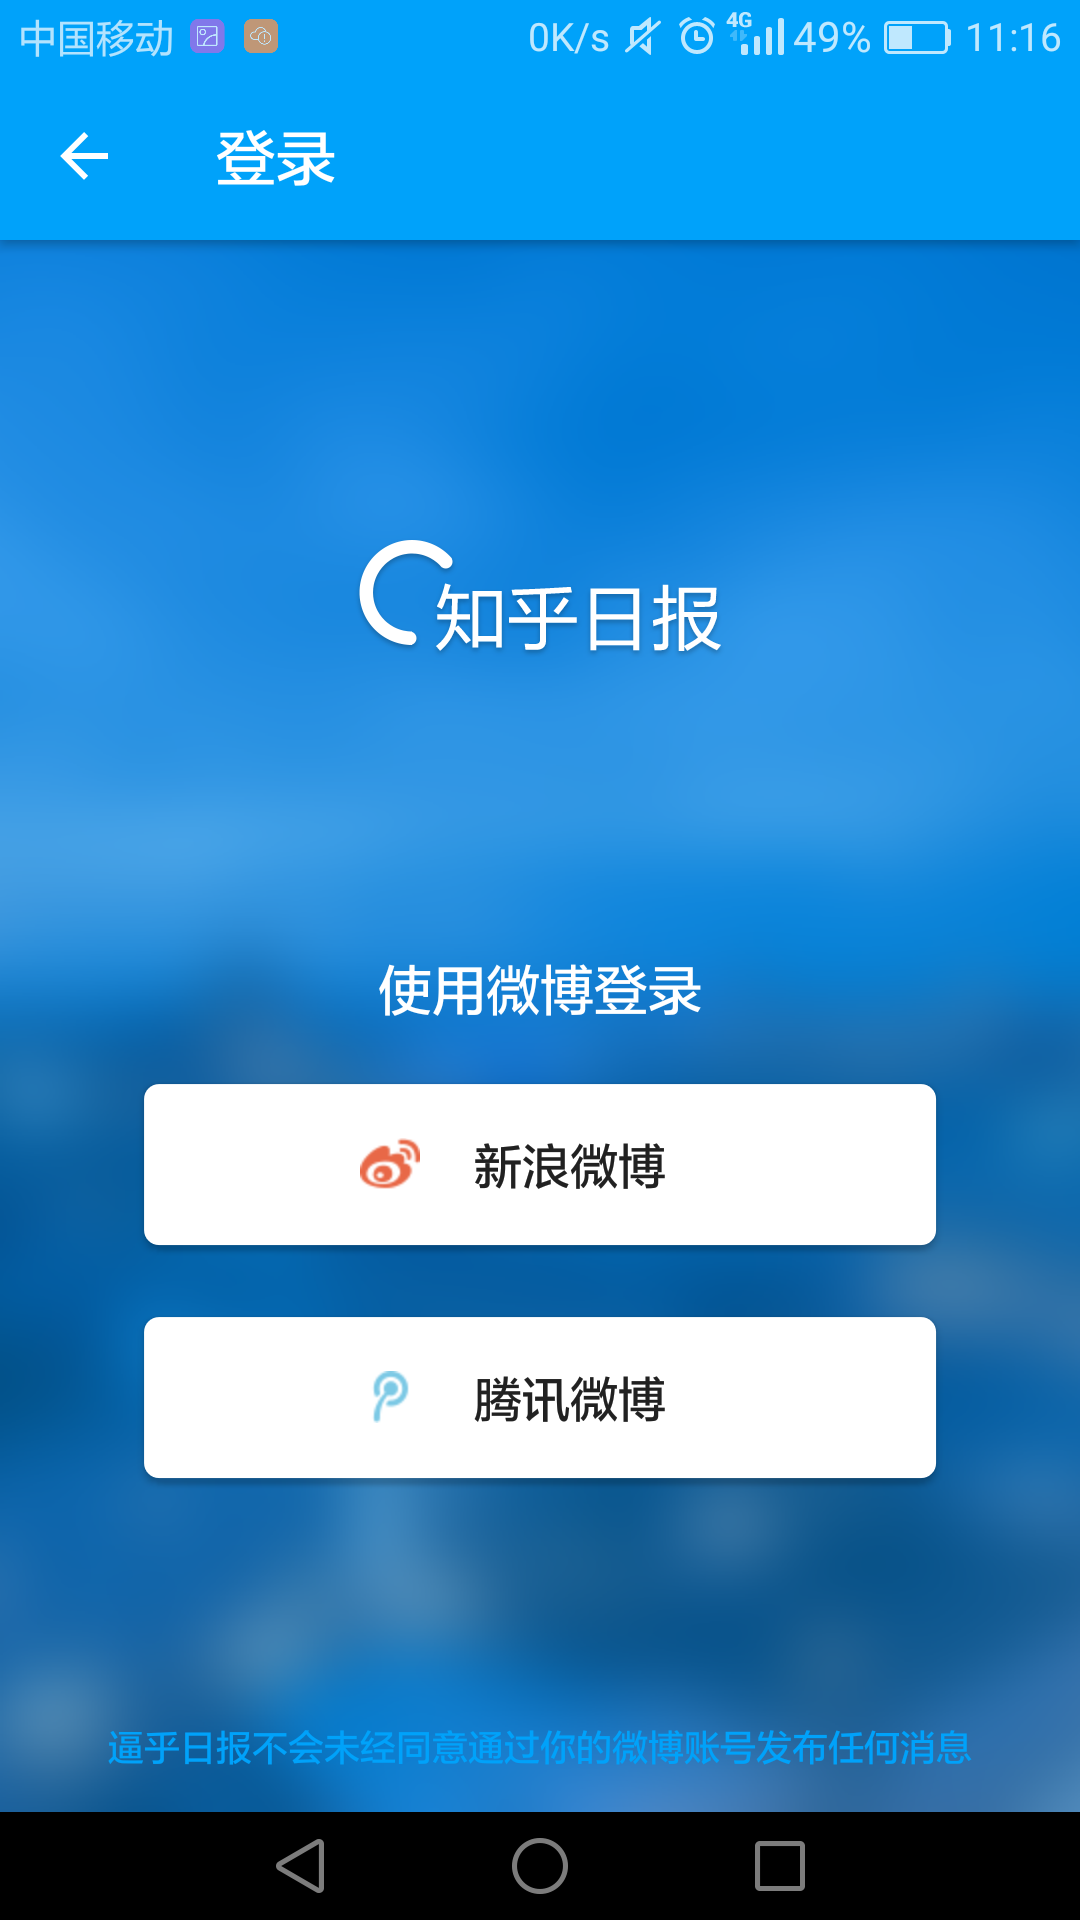 中国移动 0K/s 4G 49% 11:16
登录
知乎日报
使用微博登录
新浪微博
腾讯微博
逼乎日报不会未经同意通过你的微博账号发布任何消息